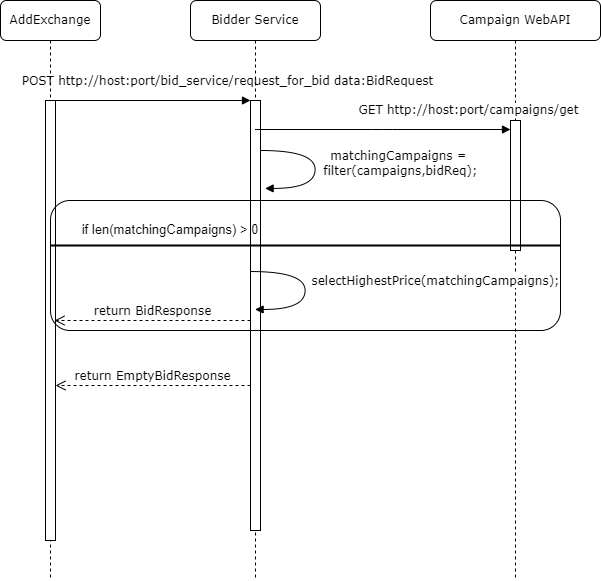 AddExchange
Bidder Service
Campaign WebAPI
POST http://host:port/bid_service/request_for_bid data:BidRequest
GET http://host:port/campaigns/get
matchingCampaigns =
filter(campaigns,bidReq);
if len(matchingCampaigns) > 0
selectHighestPrice(matchingCampaigns);
return BidResponse
return EmptyBidResponse